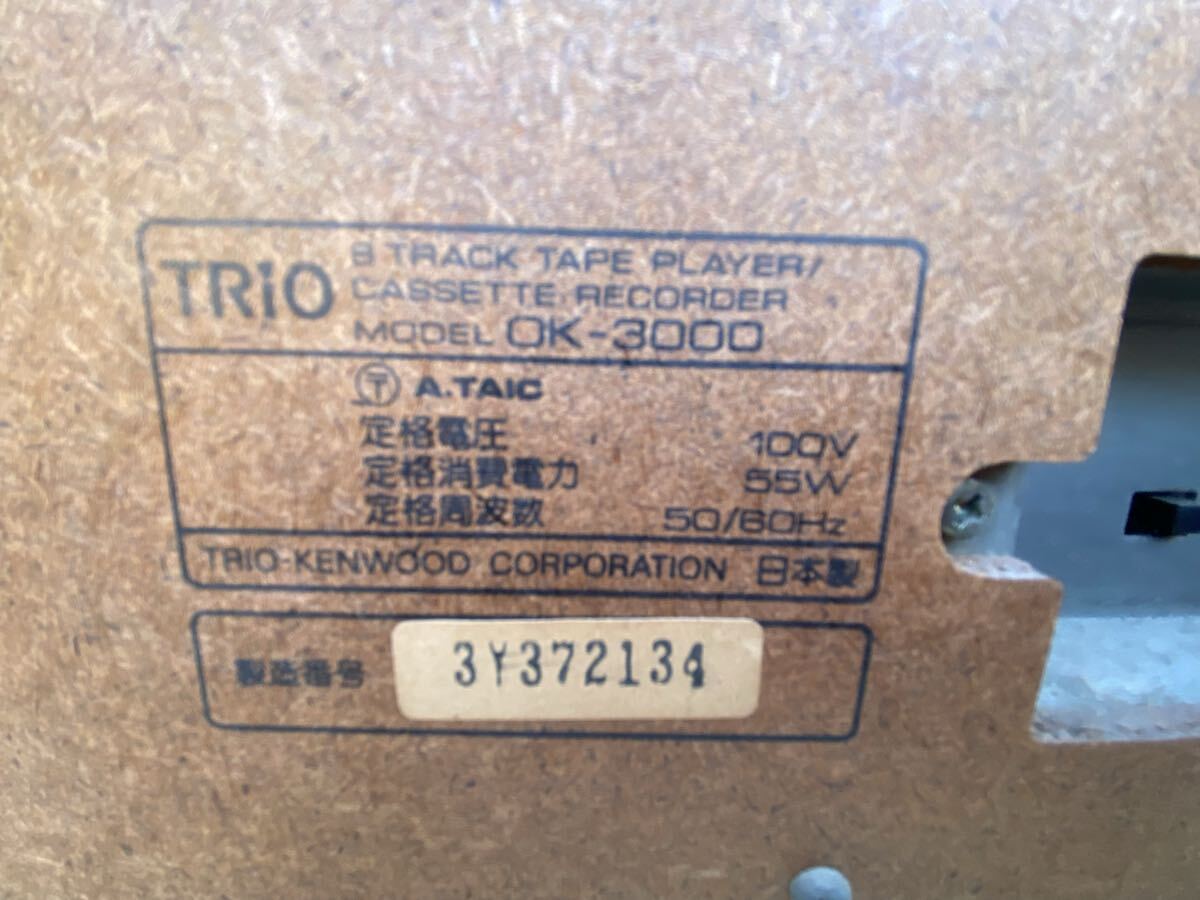 TRIO
8 TRACK TAPE PLAYER/
CASSETTE RECORDER
MODEL OK-3000
〒 A.TAIC
定格電圧 100V
定格消費電力 55W
定格周波数 50/60Hz
TRIO-KENWOOD CORPORATION 日本製
製造番号 3Y372134